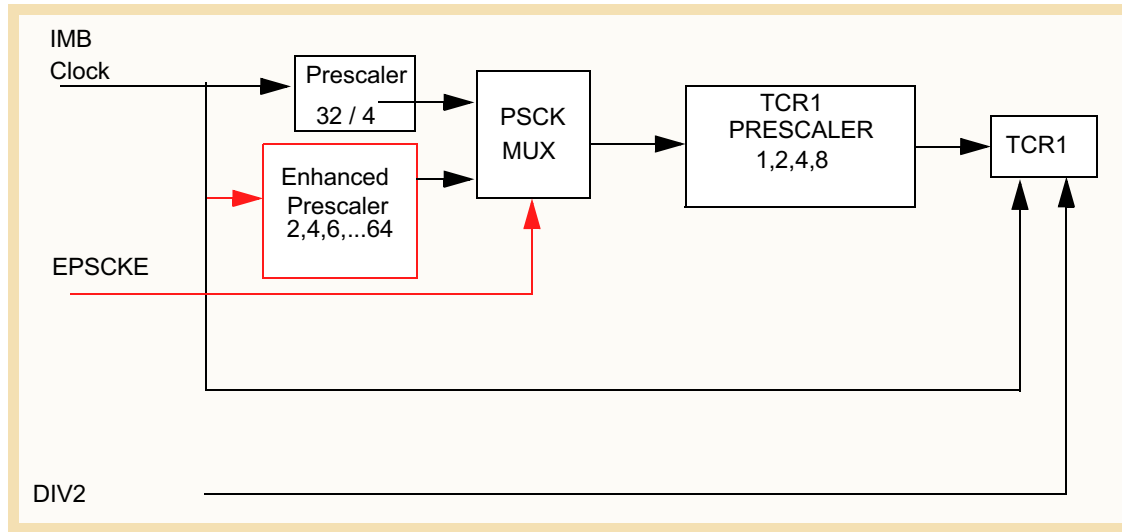 IMB
Clock
Prescaler
32 / 4
PSCK
MUX
TCR1
PRESCALER
1,2,4,8
TCR1
Enhanced
Prescaler
2,4,6,...64
EPSCKE
DIV2